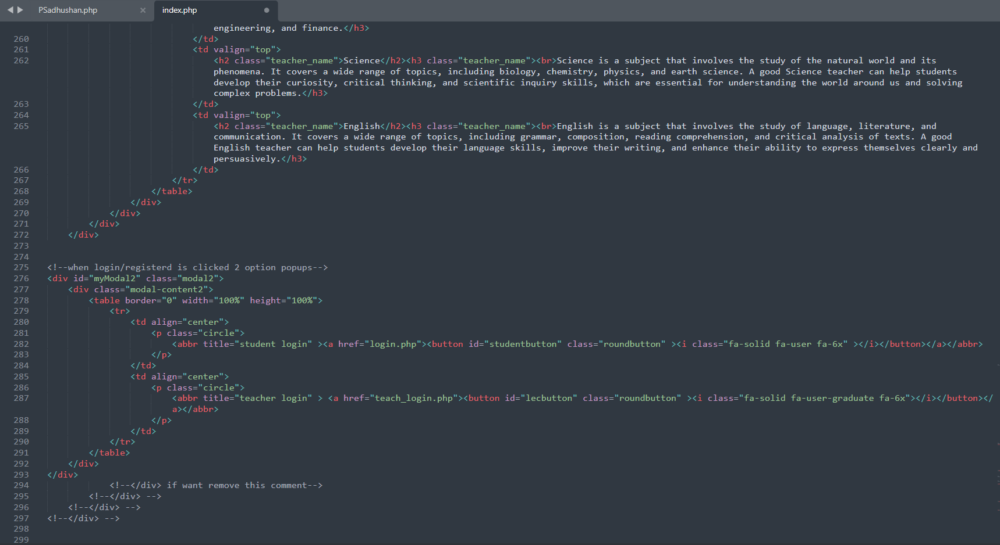 PSadhushan.php × index.php
engineering, and finance.</h3>
260 </td>
261 <td valign="top">
262 <h2 class="teacher_name">Science</h2><h3 class="teacher_name"><br>Science is a subject that involves the study of the natural world and its
phenomena. It covers a wide range of topics, including biology, chemistry, physics, and earth science. A good Science teacher can help students
develop their curiosity, critical thinking, and scientific inquiry skills, which are essential for understanding the world around us and solving
complex problems.</h3>
263 </td>
264 <td valign="top">
265 <h2 class="teacher_name">English</h2><h3 class="teacher_name"><br>English is a subject that involves the study of language, literature, and
communication. It covers a wide range of topics, including grammar, composition, reading comprehension, and critical analysis of texts. A good
English teacher can help students develop their language skills, improve their writing, and enhance their ability to express themselves clearly and
persuasively.</h3>
266 </td>
267 </tr>
268 </table>
269 </div>
270 </div>
271 </div>
272 </div>
273
274
275 <!--when login/registerd is clicked 2 option popups-->
276 <div id="myModal2" class="modal2">
277 <div class="modal-content2">
278 <table border="0" width="100%" height="100%">
279 <tr>
280 <td align="center">
281 <p class="circle">
282 <abbr title="student login" ><a href="login.php"><button id="studentbutton" class="roundbutton" ><i class="fa-solid fa-user fa-6x" ></i></button></a></abbr>
283 </p>
284 </td>
285 <td align="center">
286 <p class="circle">
287 <abbr title="teacher login" > <a href="teach_login.php"><button id="lecbutton" class="roundbutton" ><i class="fa-solid fa-user-graduate fa-6x"></i></button></
a></abbr>
288 </p>
289 </td>
290 </tr>
291 </table>
292 </div>
293 </div>
294 <!--</div> if want remove this comment-->
295 <!--</div> -->
296 <!--</div> -->
297 <!--</div> -->
298
299